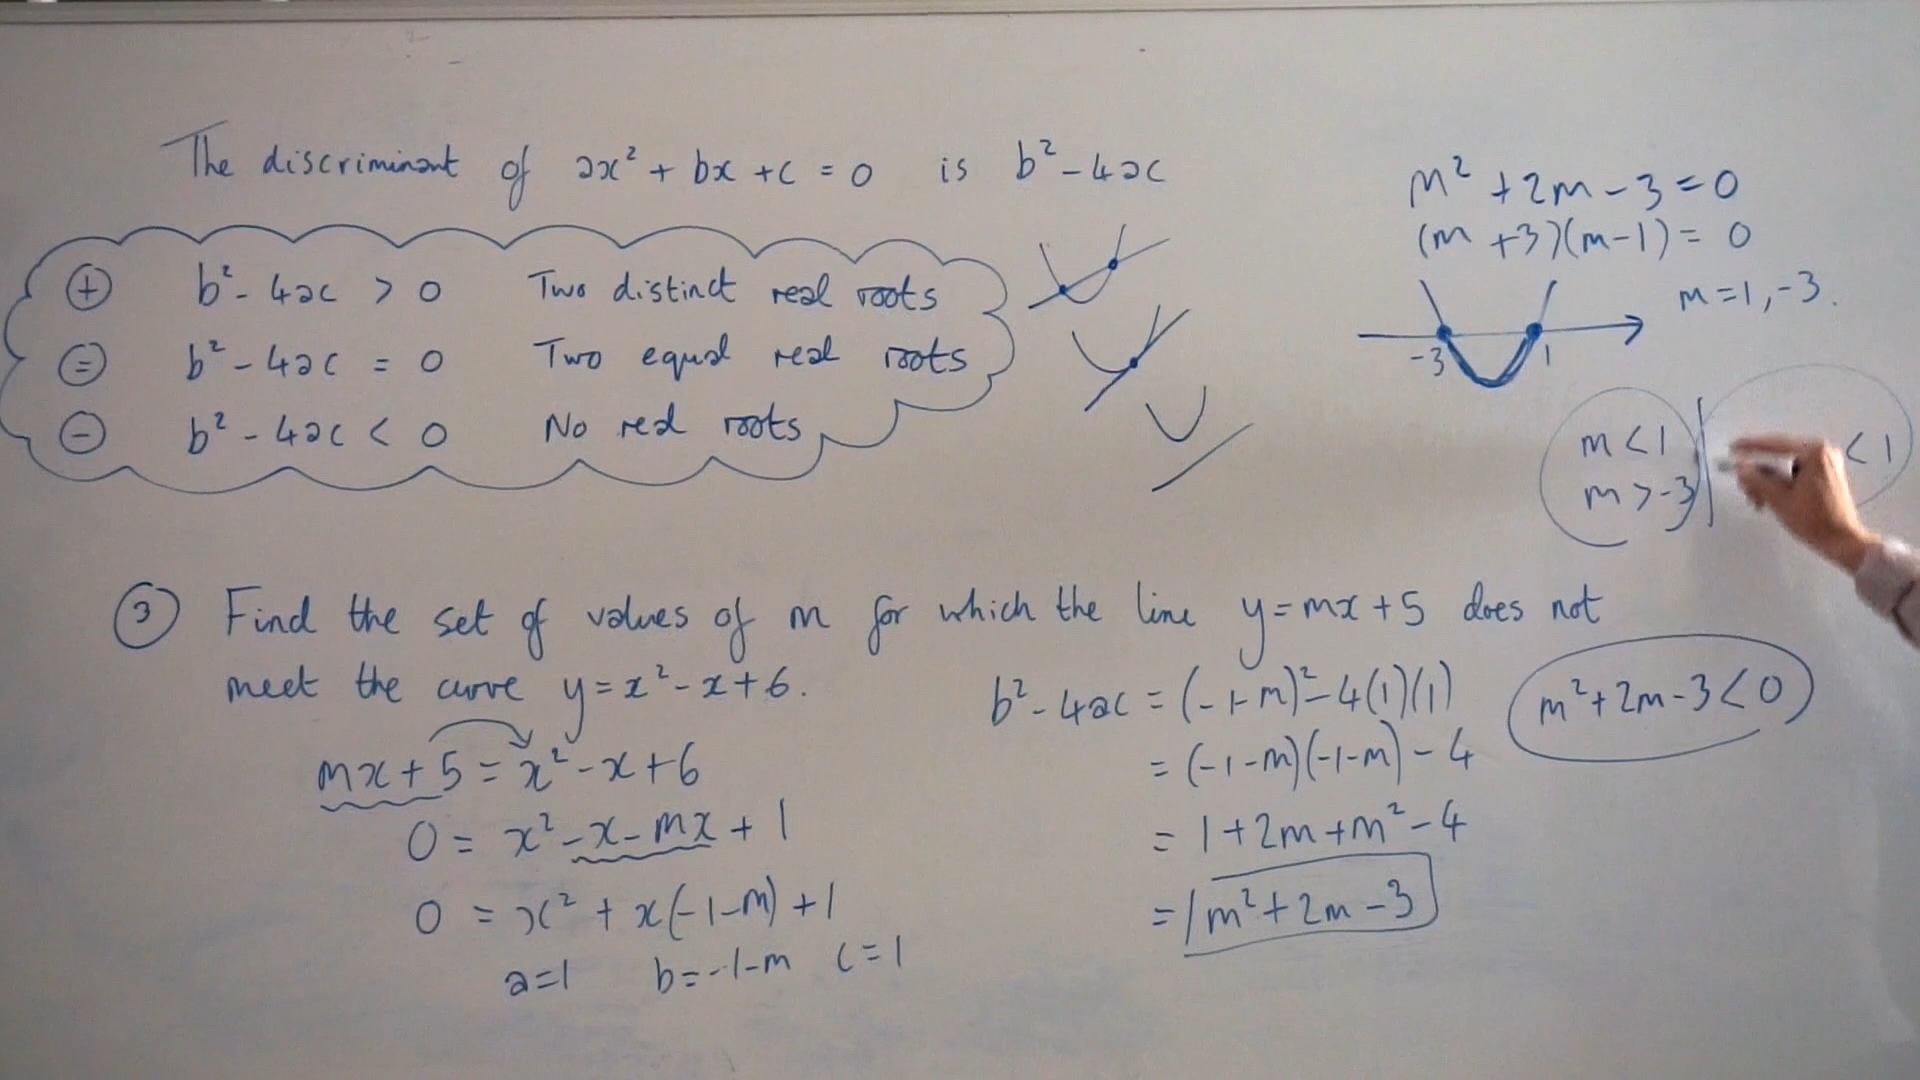 The discriminant of ax² + bx + c = 0 is b² - 4ac
+ b² - 4ac > 0 Two distinct real roots
= b² - 4ac = 0 Two equal real roots
- b² - 4ac < 0 No real roots
m² + 2m - 3 = 0
(m + 3)(m - 1) = 0
m = 1, -3.
-3 1
m < 1
m > -3
< 1
3 Find the set of values of m for which the line y = mx + 5 does not
meet the curve y = x² - x + 6.
mx + 5 = x² - x + 6
0 = x² - x - mx + 1
0 = x² + x(-1-m) + 1
a = 1 b = -1-m c = 1
b² - 4ac = (-1-m)² - 4(1)(1)
= (-1-m)(-1-m) - 4
= 1 + 2m + m² - 4
= m² + 2m - 3
m² + 2m - 3 < 0